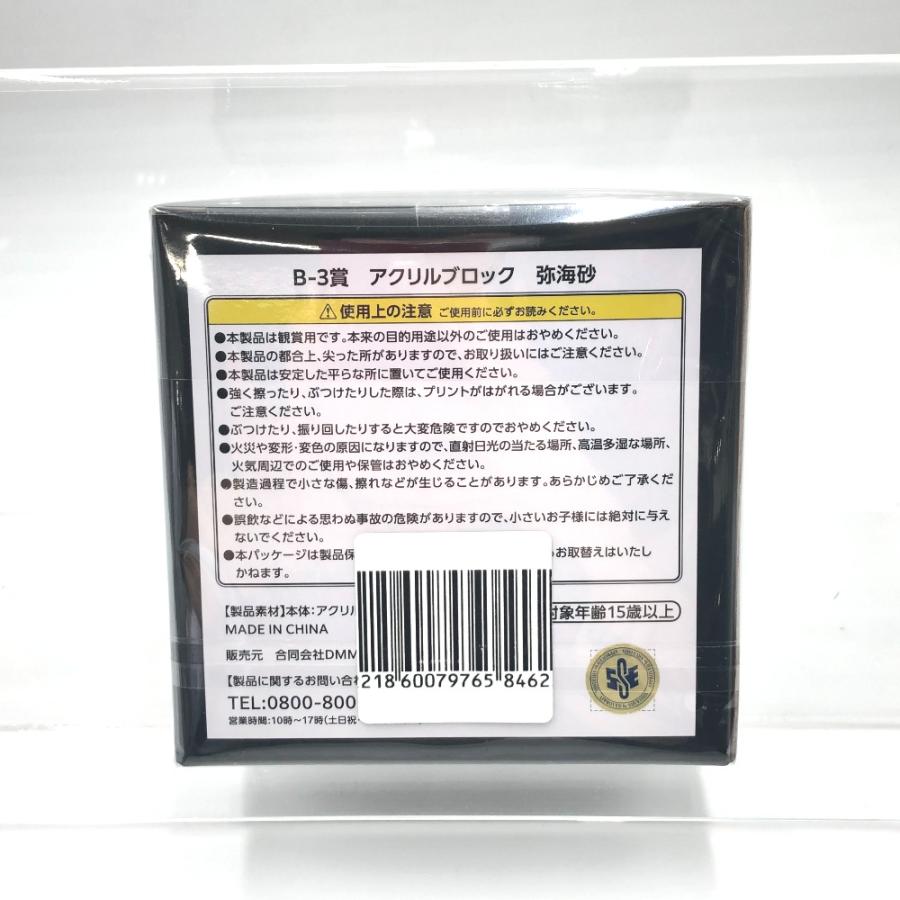 B-3賞 アクリルブロック 弥海砂
⚠使用上の注意 ご使用前に必ずお読みください。
●本製品は観賞用です。本来の目的用途以外のご使用はおやめください。
●本製品の都合上、尖った所がありますので、お取り扱いにはご注意ください。
●本製品は安定した平らな所に置いてご使用ください。
●強く擦ったり、ぶつけたりした際は、プリントがはがれる場合がございます。
ご注意ください。
●ぶつけたり、振り回したりすると大変危険ですのでおやめください。
●火災や変形・変色の原因になりますので、直射日光の当たる場所、高温多湿な場所、
火気周辺でのご使用や保管はおやめください。
●製造過程で小さな傷、擦れなどが生じることがあります。あらかじめご了承くだ
さい。
●誤飲などによる思わぬ事故の危険がありますので、小さいお子様には絶対に与え
ないでください。
●本パッケージは製品保 るお取替えはいたし
かねます。
【製品素材】本体:アクリル 対象年齢15歳以上
MADE IN CHINA
販売元 合同会社DMM
【製品に関するお問い合
TEL:0800-800
営業時間:10時～17時(土日祝・
218600797658462